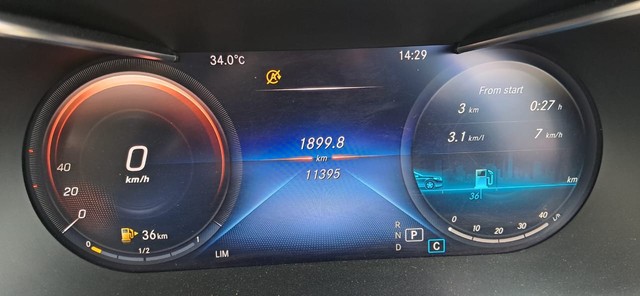 34.0°C
14:29
From start
3 km
0:27 h
3.1 km/l
7 km/h
1899.8
km
11395
0
km/h
40
20
0
36 km
0
1/2
1
LIM
R
N P
D
C
36
km
0 10 20 30 40